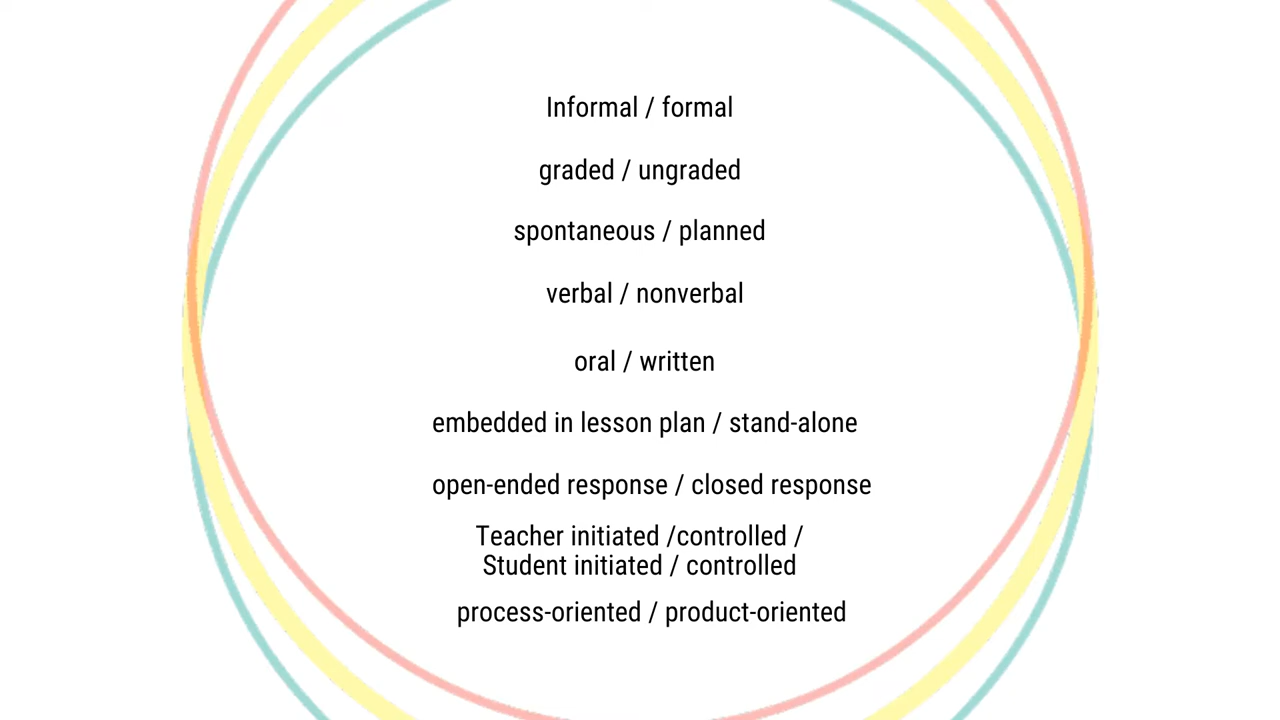 Informal / formal
graded / ungraded
spontaneous / planned
verbal / nonverbal
oral / written
embedded in lesson plan / stand-alone
open-ended response / closed response
Teacher initiated /controlled /
Student initiated / controlled
process-oriented / product-oriented